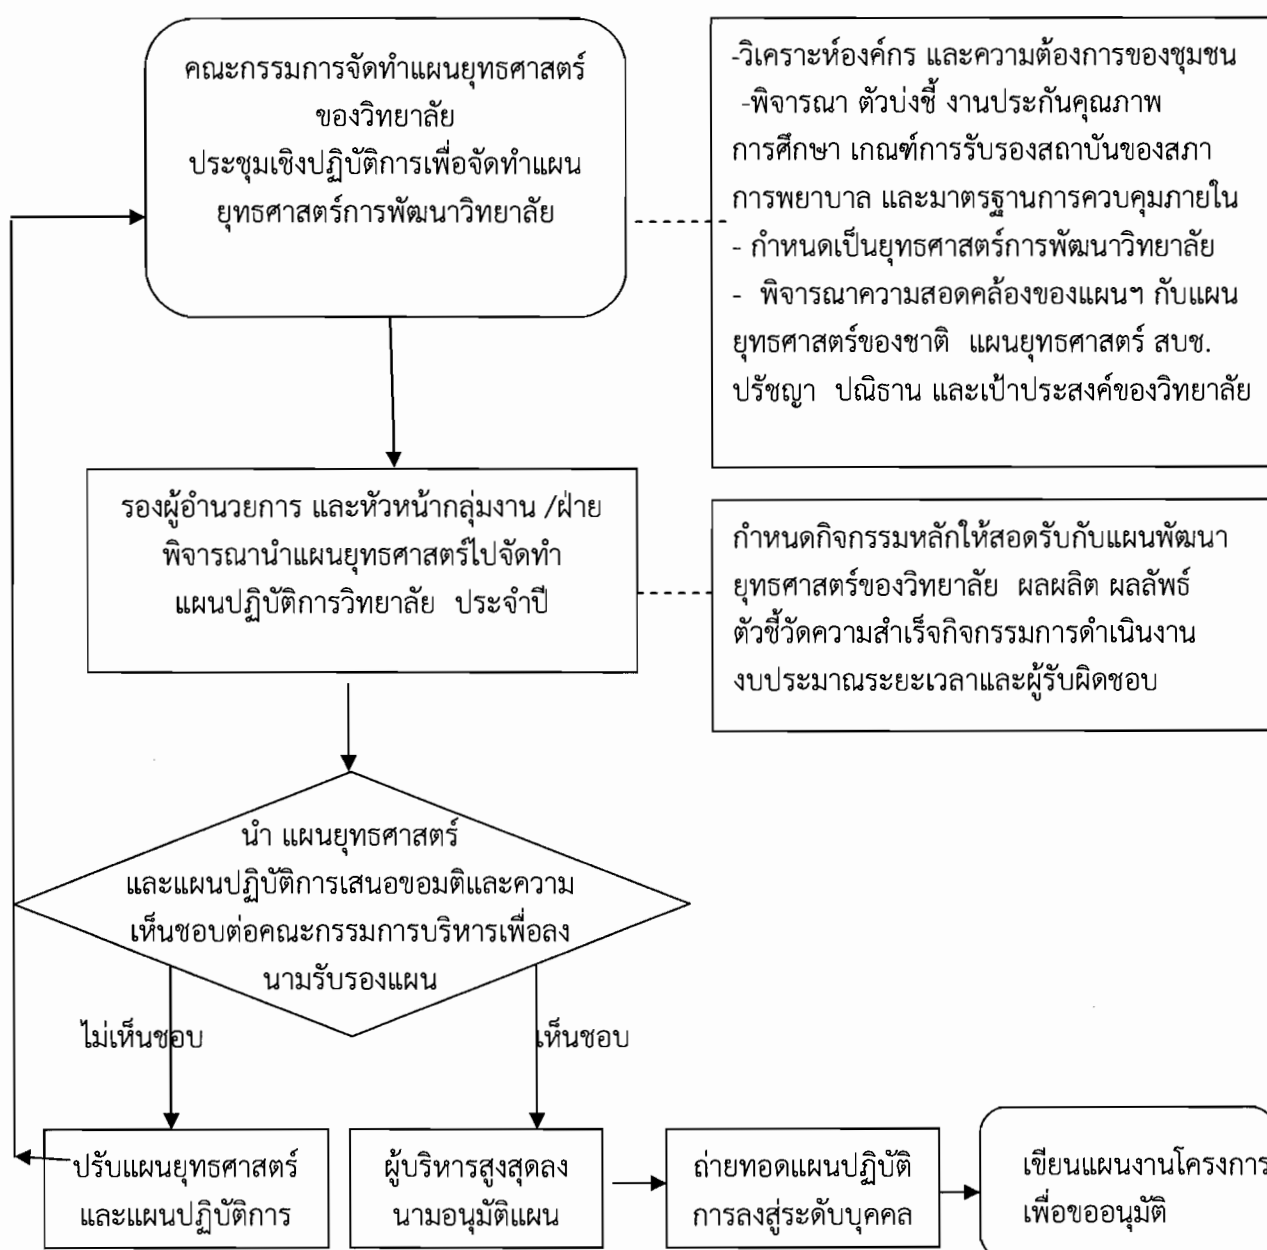 คณะกรรมการจัดทำแผนยุทธศาสตร์
ของวิทยาลัย
ประชุมเชิงปฏิบัติการเพื่อจัดทำแผน
ยุทธศาสตร์การพัฒนาวิทยาลัย
-วิเคราะห์องค์กร และความต้องการของชุมชน
-พิจารณา ตัวบ่งชี้ งานประกันคุณภาพ
การศึกษา เกณฑ์การรับรองสถาบันของสภา
การพยาบาล และมาตรฐานการควบคุมภายใน
- กำหนดเป็นยุทธศาสตร์การพัฒนาวิทยาลัย
- พิจารณาความสอดคล้องของแผนฯ กับแผน
ยุทธศาสตร์ของชาติ แผนยุทธศาสตร์ สบช.
ปรัชญา ปณิธาน และเป้าประสงค์ของวิทยาลัย
รองผู้อำนวยการ และหัวหน้ากลุ่มงาน /ฝ่าย
พิจารณานำแผนยุทธศาสตร์ไปจัดทำ
แผนปฏิบัติการวิทยาลัย ประจำปี
กำหนดกิจกรรมหลักให้สอดรับกับแผนพัฒนา
ยุทธศาสตร์ของวิทยาลัย ผลผลิต ผลลัพธ์
ตัวชี้วัดความสำเร็จกิจกรรมการดำเนินงาน
งบประมาณระยะเวลาและผู้รับผิดชอบ
นำ แผนยุทธศาสตร์
และแผนปฏิบัติการเสนอขอมติและความ
เห็นชอบต่อคณะกรรมการบริหารเพื่อลง
นามรับรองแผน
ไม่เห็นชอบ
เห็นชอบ
ปรับแผนยุทธศาสตร์
และแผนปฏิบัติการ
ผู้บริหารสูงสุดลง
นามอนุมัติแผน
ถ่ายทอดแผนปฏิบัติ
การลงสู่ระดับบุคคล
เขียนแผนงานโครงการ
เพื่อขออนุมัติ